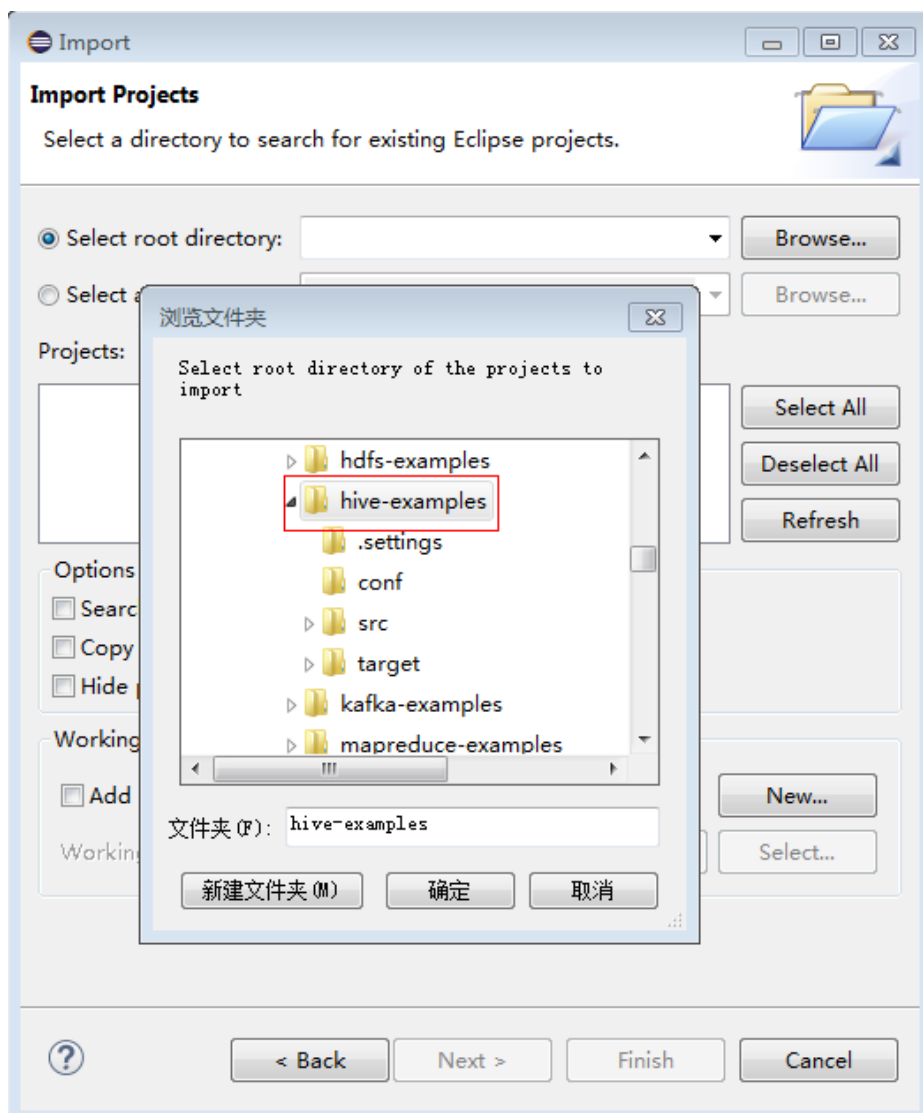 Import
Import Projects
Select a directory to search for existing Eclipse projects.
Select root directory:
Browse...
Select
Browse...
浏览文件夹
Projects:
Select root directory of the projects to
import
Select All
hdfs-examples
Deselect All
hive-examples
Refresh
.settings
Options
conf
Searc
src
Copy
target
Hide
kafka-examples
Working
mapreduce-examples
Add
New...
文件夹(F):
hive-examples
Working
Select...
新建文件夹(M)
确定
取消
?
< Back
Next >
Finish
Cancel